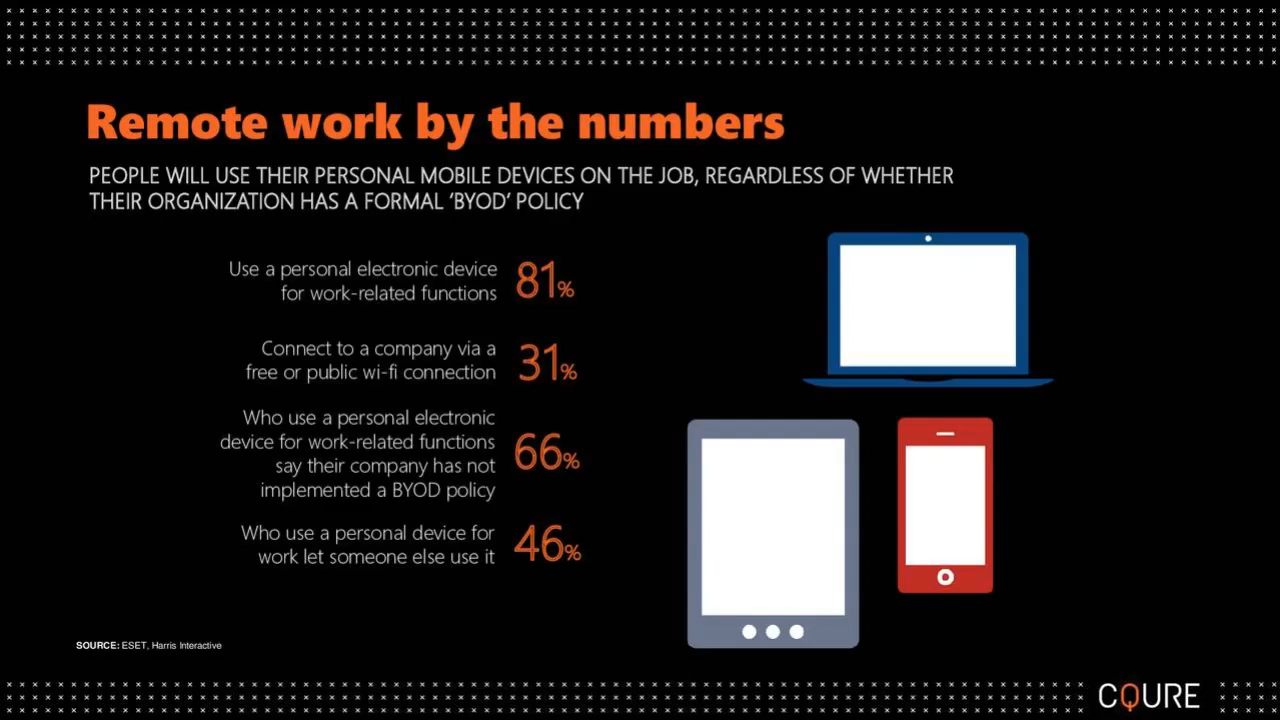 Remote work by the numbers
PEOPLE WILL USE THEIR PERSONAL MOBILE DEVICES ON THE JOB, REGARDLESS OF WHETHER
THEIR ORGANIZATION HAS A FORMAL ‘BYOD’ POLICY
Use a personal electronic device
for work-related functions
81%
Connect to a company via a
free or public wi-fi connection
31%
Who use a personal electronic
device for work-related functions
say their company has not
implemented a BYOD policy
66%
Who use a personal device for
work let someone else use it
46%
SOURCE: ESET, Harris Interactive
CQURE